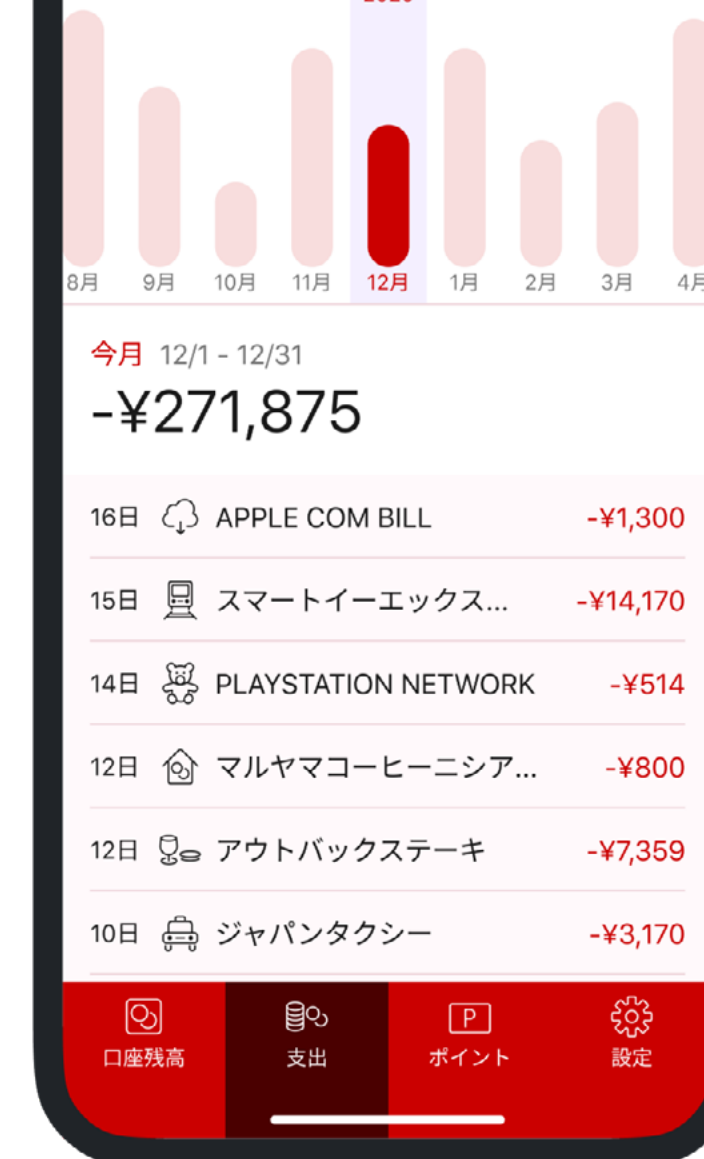 8月 9月 10月 11月 12月 1月 2月 3月 4月
今月 12/1 - 12/31
-¥271,875
16日 APPLE COM BILL -¥1,300
15日 スマートイーエックス... -¥14,170
14日 PLAYSTATION NETWORK -¥514
12日 マルヤマコーヒーニシア... -¥800
12日 アウトバックステーキ -¥7,359
10日 ジャパンタクシー -¥3,170
P
口座残高 支出 ポイント 設定